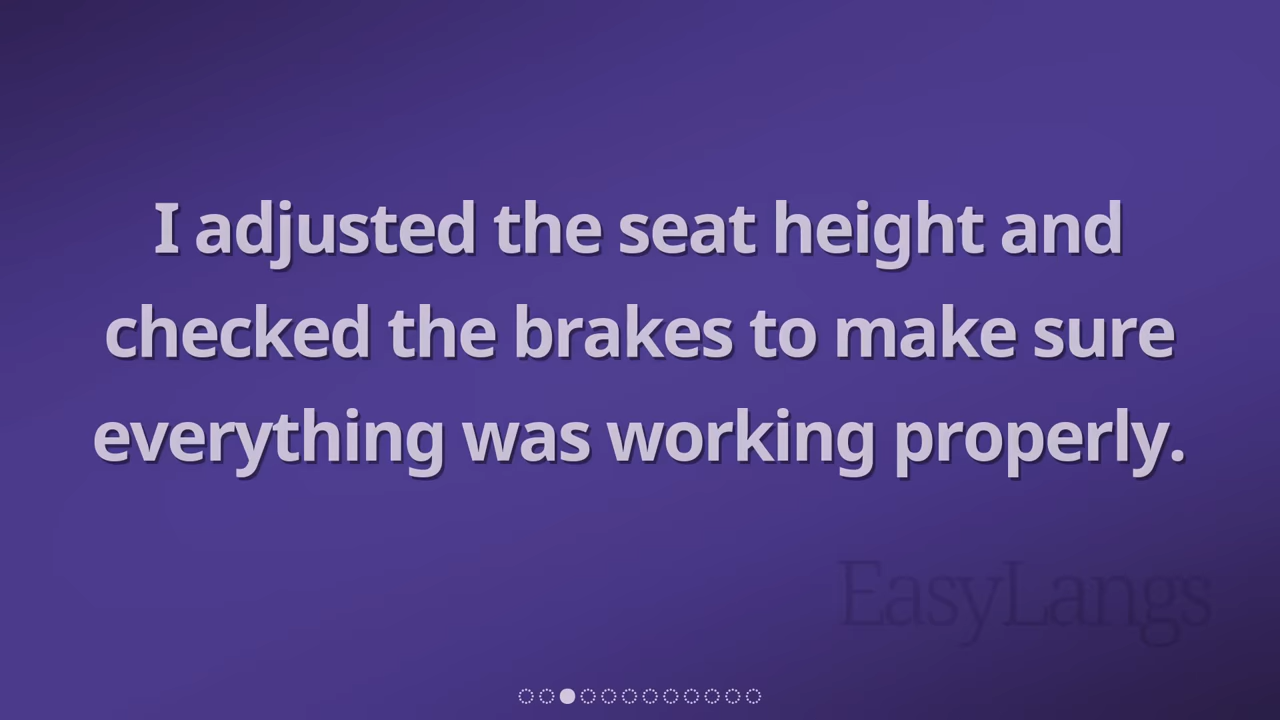 I adjusted the seat height and
checked the brakes to make sure
everything was working properly.
EasyLangs